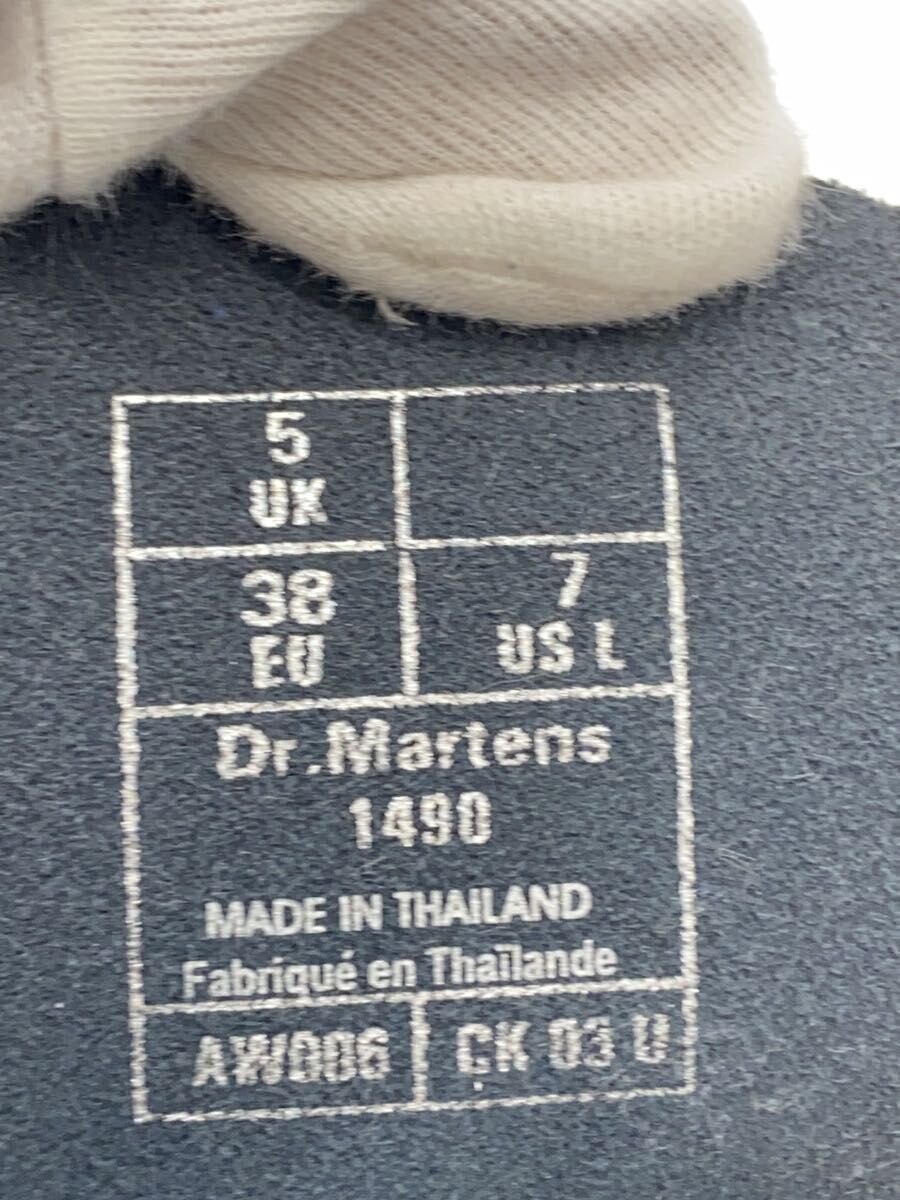 5
UK
38
EU
7
US L
Dr.Martens
1490
MADE IN THAILAND
Fabriqué en Thaïlande
AW006
CK 03 U